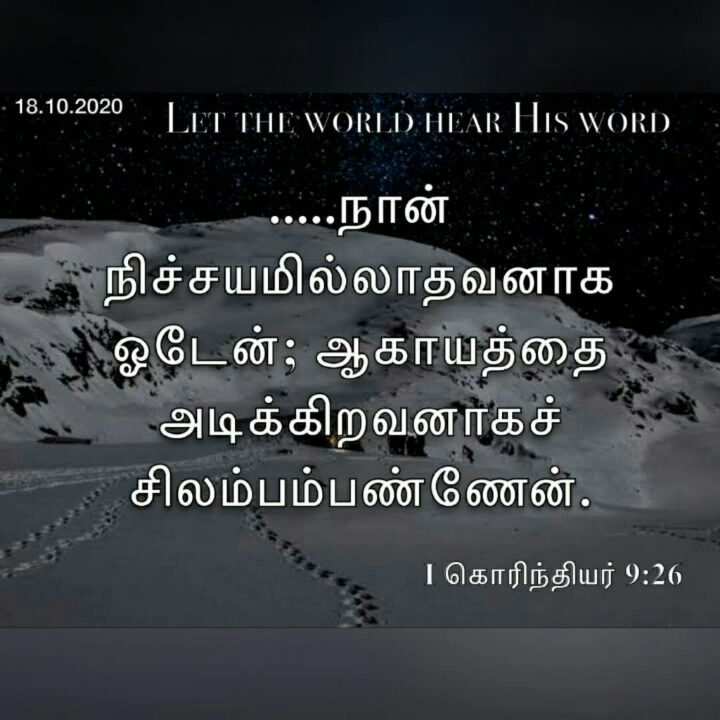 18.10.2020
LET THE WORLD HEAR HIS WORD
.....நான்
நிச்சயமில்லாதவனாக
ஓடேன்; ஆகாயத்தை
அடிக்கிறவனாகச்
சிலம்பம்பண்ணேன்.
I கொரிந்தியர் 9:26